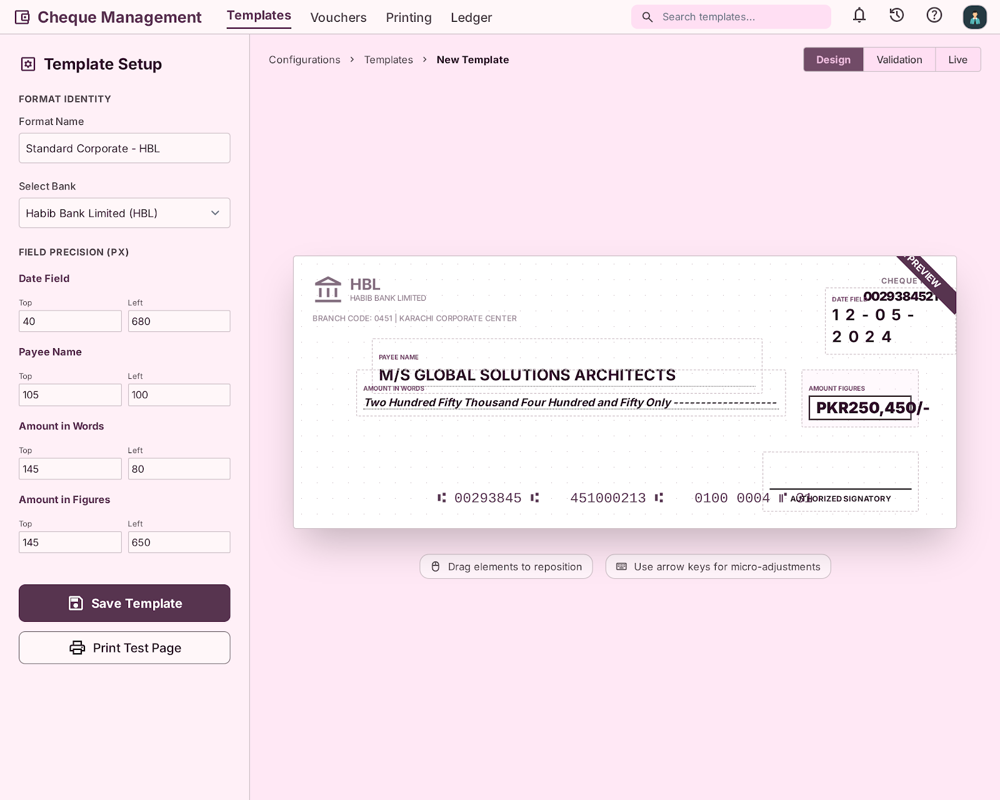 Cheque Management
Templates
Vouchers
Printing
Ledger
Search templates...
Template Setup
FORMAT IDENTITY
Format Name
Standard Corporate - HBL
Select Bank
Habib Bank Limited (HBL)
FIELD PRECISION (PX)
Date Field
Top
Left
40
680
Payee Name
Top
Left
105
100
Amount in Words
Top
Left
145
80
Amount in Figures
Top
Left
145
650
Save Template
Print Test Page
Configurations
Templates
New Template
Design
Validation
Live
HBL
HABIB BANK LIMITED
BRANCH CODE: 0451 | KARACHI CORPORATE CENTER
PREVIEW
CHEQUE
0029384521
DATE FIELD
12-05-
2024
PAYEE NAME
M/S GLOBAL SOLUTIONS ARCHITECTS
AMOUNT IN WORDS
Two Hundred Fifty Thousand Four Hundred and Fifty Only -------------------
AMOUNT FIGURES
PKR250,450/-
⑆ 00293845 ⑆ 451000213 ⑆ 0100 0004 ⑈ 31
AUTHORIZED SIGNATORY
Drag elements to reposition
Use arrow keys for micro-adjustments